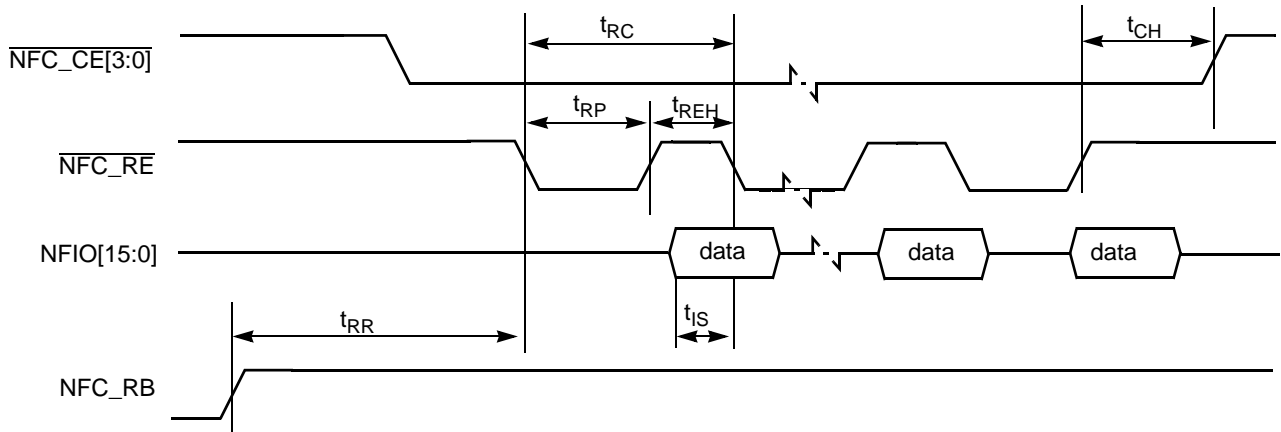 tRC
tCH
NFC_CE[3:0]
tRP
tREH
NFC_RE
NFIO[15:0]
data
data
data
tIS
tRR
NFC_RB